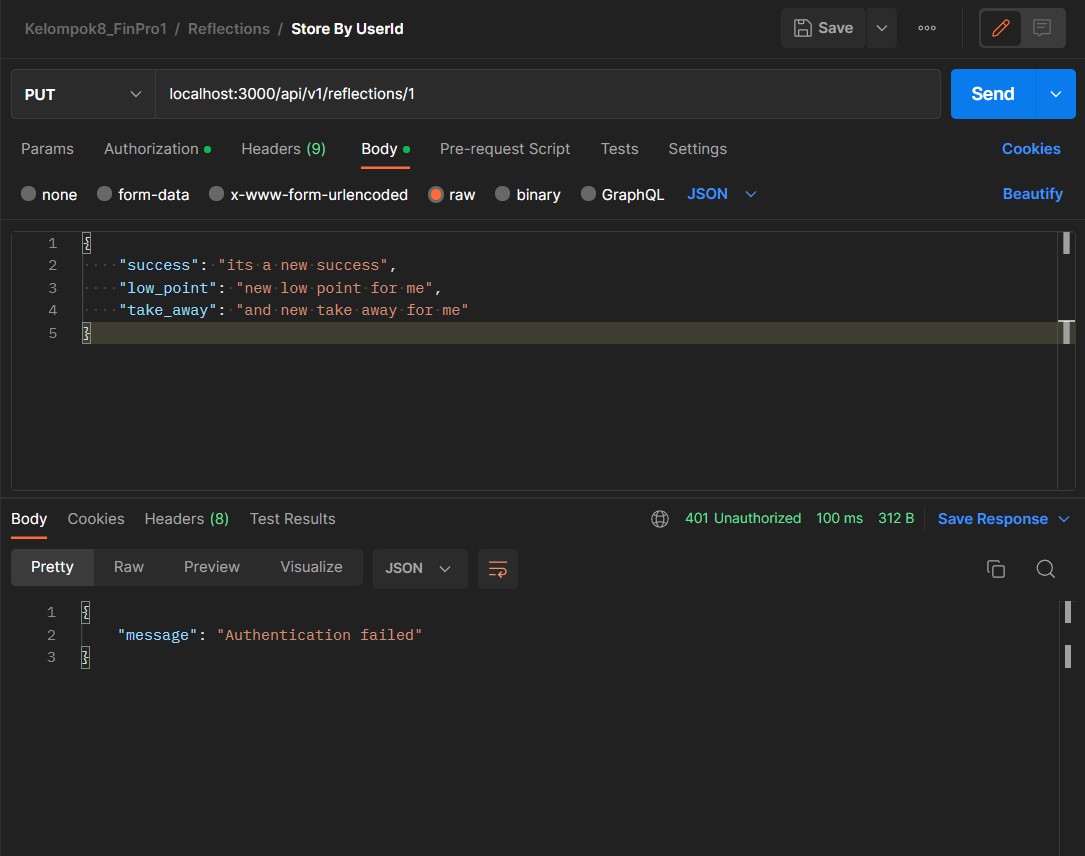 Kelompok8_FinPro1 / Reflections / Store By UserId
Save
PUT
localhost:3000/api/v1/reflections/1
Send
Params Authorization Headers (9) Body Pre-request Script Tests Settings Cookies
none form-data x-www-form-urlencoded raw binary GraphQL JSON Beautify
1 {
2 "success": "its a new success",
3 "low_point": "new low point for me",
4 "take_away": "and new take away for me"
5 }
Body Cookies Headers (8) Test Results 401 Unauthorized 100 ms 312 B Save Response
Pretty Raw Preview Visualize JSON
1 {
2 "message": "Authentication failed"
3 }